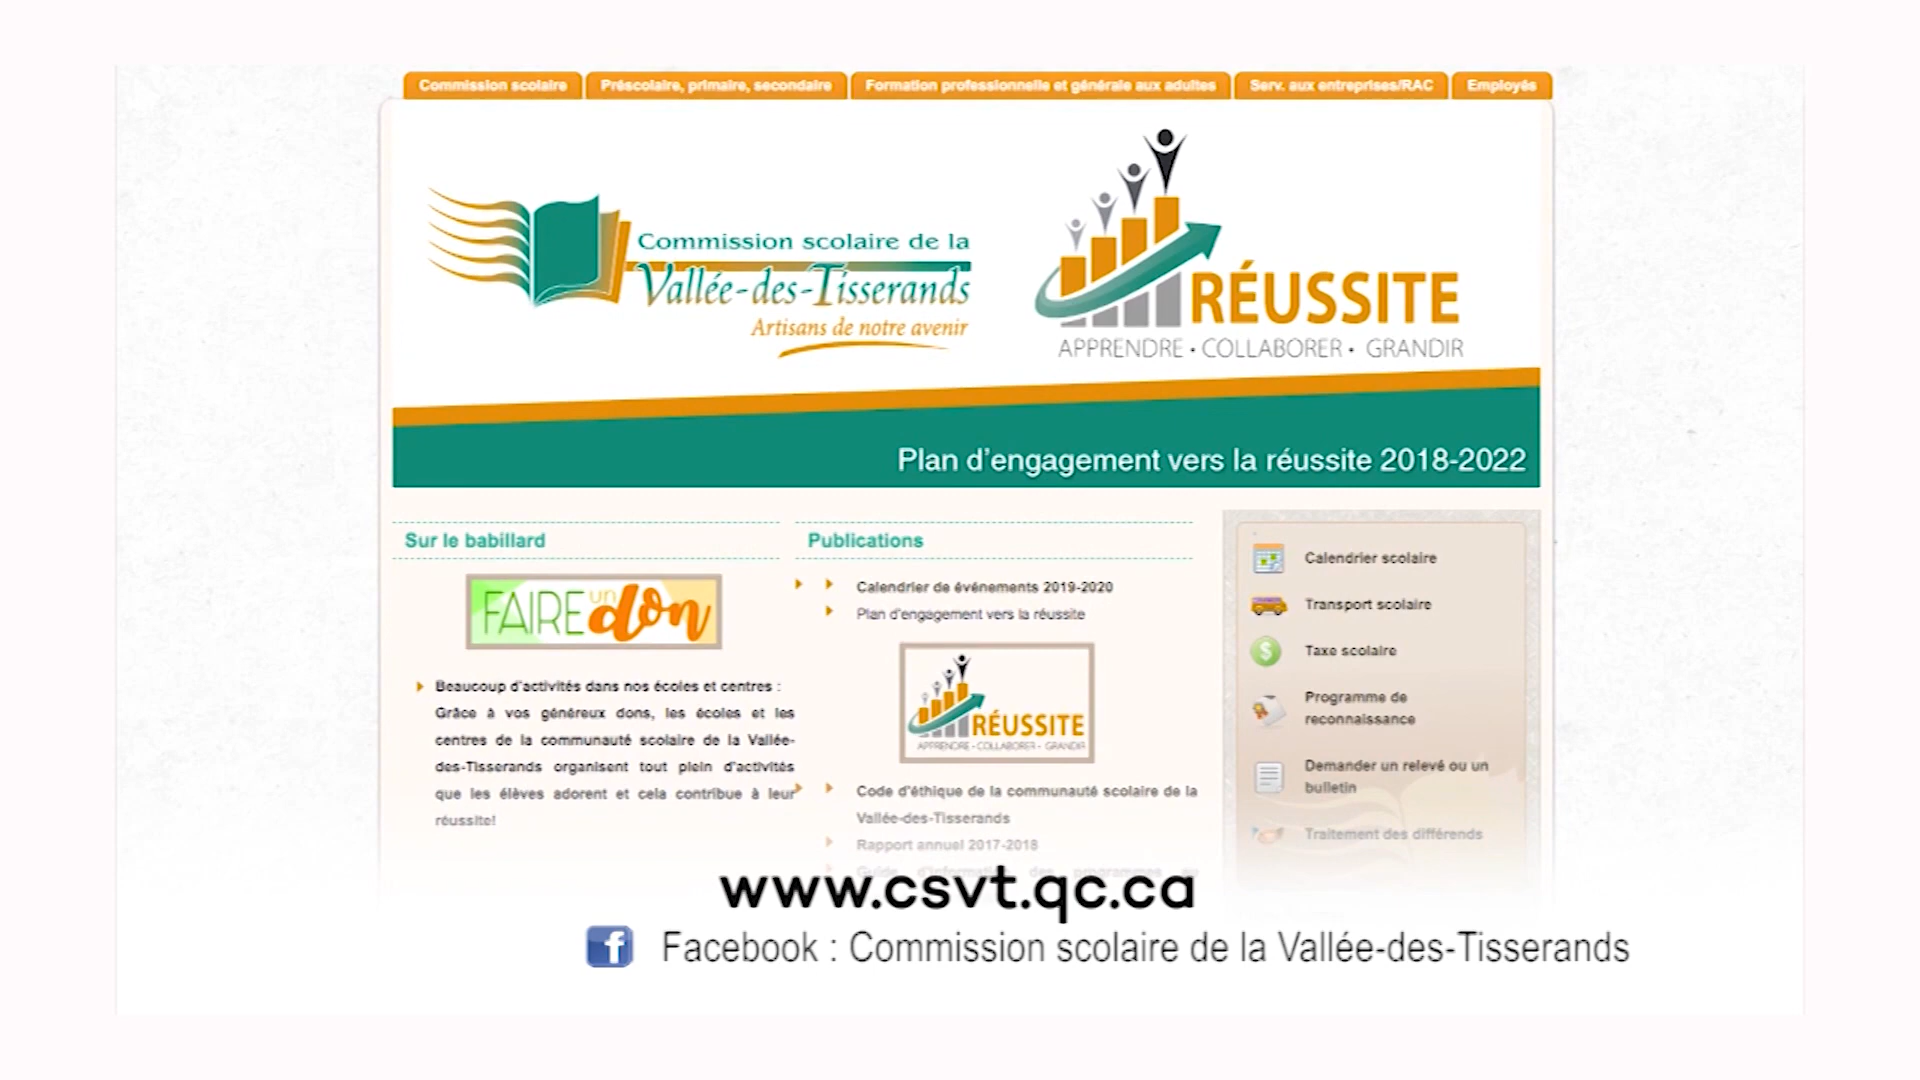 Commission scolaire
Préscolaire, primaire, secondaire
Formation professionnelle et générale aux adultes
Serv. aux entreprises/RAC
Employés
Commission scolaire de la
Vallée-des-Tisserands
Artisans de notre avenir
RÉUSSITE
APPRENDRE • COLLABORER • GRANDIR
Plan d'engagement vers la réussite 2018-2022
Sur le babillard
FAIRE un don
Beaucoup d'activités dans nos écoles et centres :
Grâce à vos généreux dons, les écoles et les
centres de la communauté scolaire de la Vallée-
des-Tisserands organisent tout plein d'activités
que les élèves adorent et cela contribue à leur
réussite!
Publications
Calendrier de événements 2019-2020
Plan d'engagement vers la réussite
RÉUSSITE
APPRENDRE • COLLABORER • GRANDIR
Code d'éthique de la communauté scolaire de la
Vallée-des-Tisserands
Rapport annuel 2017-2018
Guide d'information des programmes
Calendrier scolaire
Transport scolaire
$
Taxe scolaire
Programme de
reconnaissance
Demander un relevé ou un
bulletin
Traitement des différends
www.csvt.qc.ca
f Facebook : Commission scolaire de la Vallée-des-Tisserands